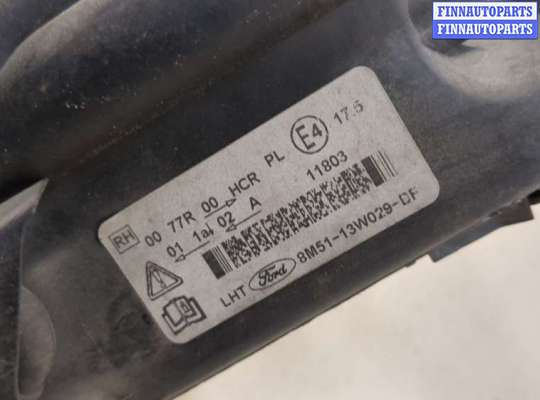 FINNAUTOPARTS
FINNAUTOPARTS
RH 00 77R 00 HCR PL E4 17.5
01 1a 02 A 11803
LHT Ford 8M51-13W029-DF